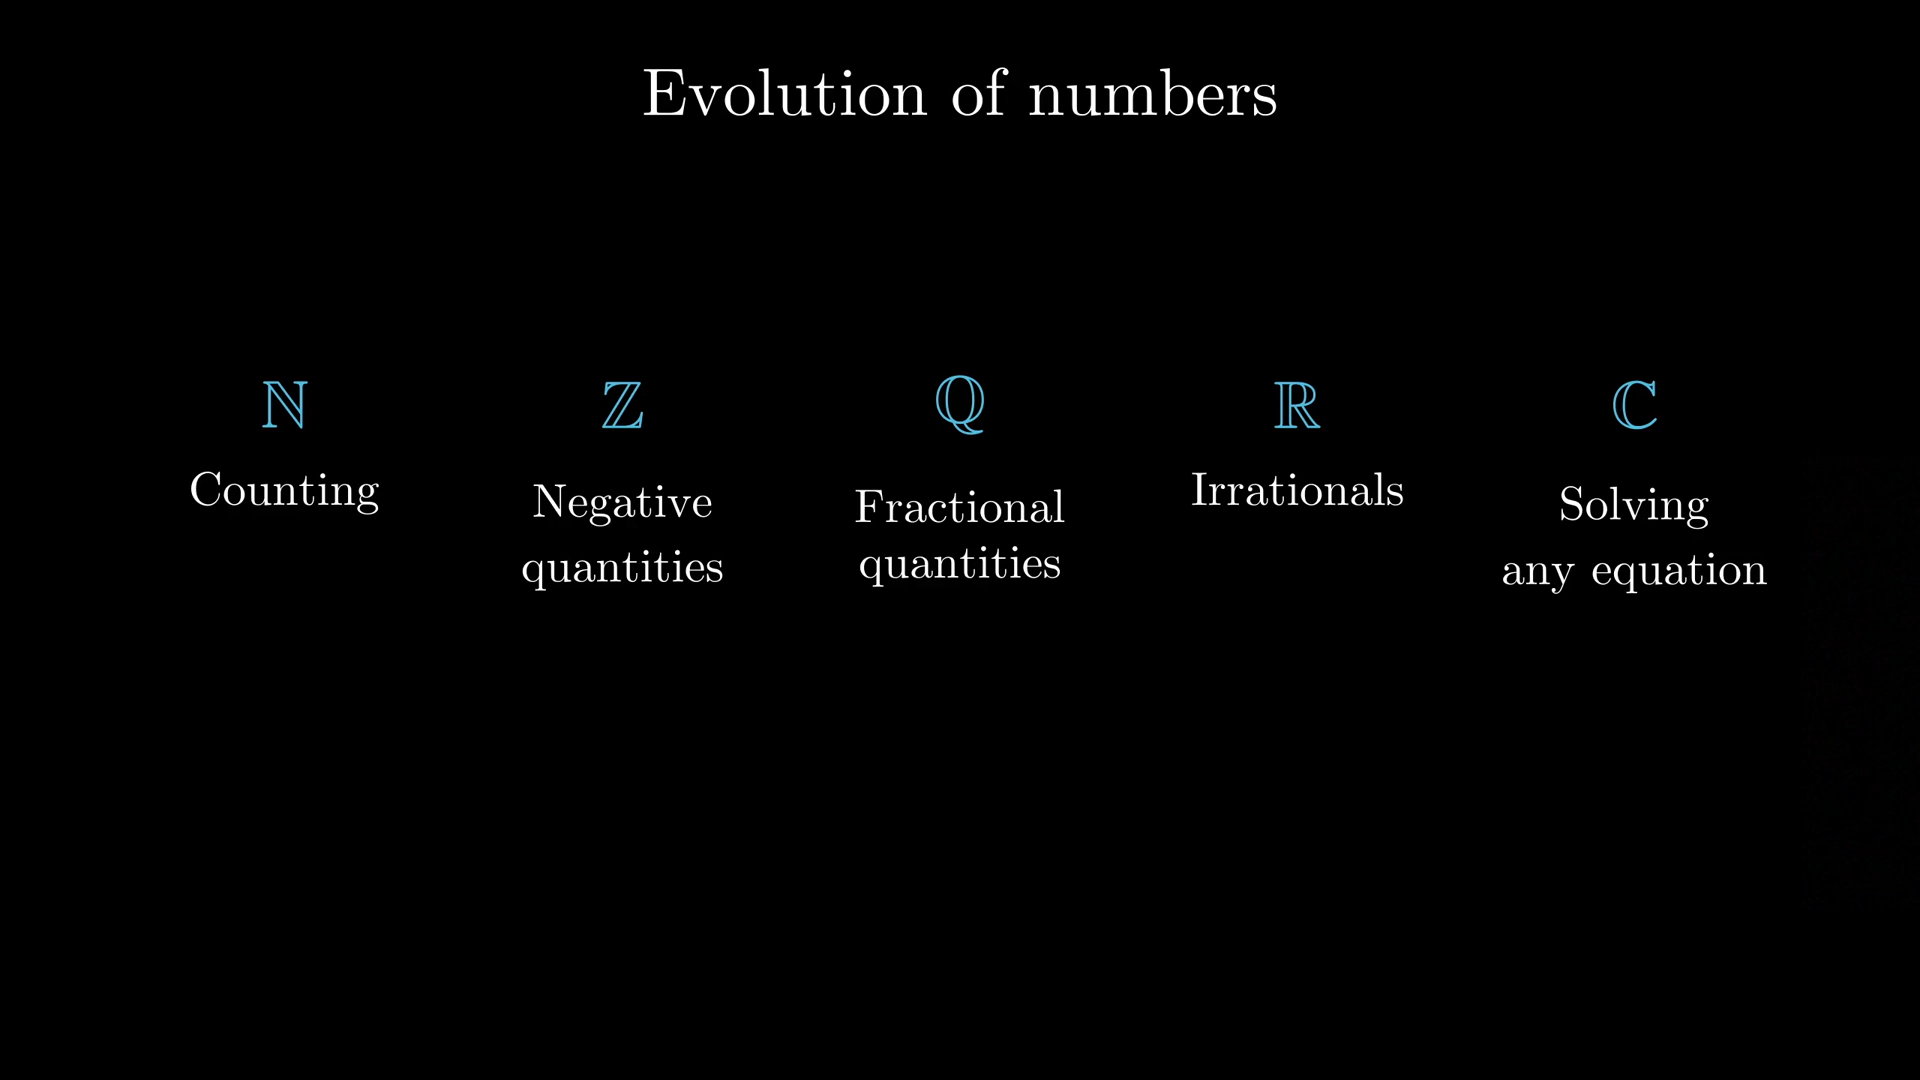 Evolution of numbers
ℕ
Counting
ℤ
Negative
quantities
ℚ
Fractional
quantities
ℝ
Irrationals
ℂ
Solving
any equation